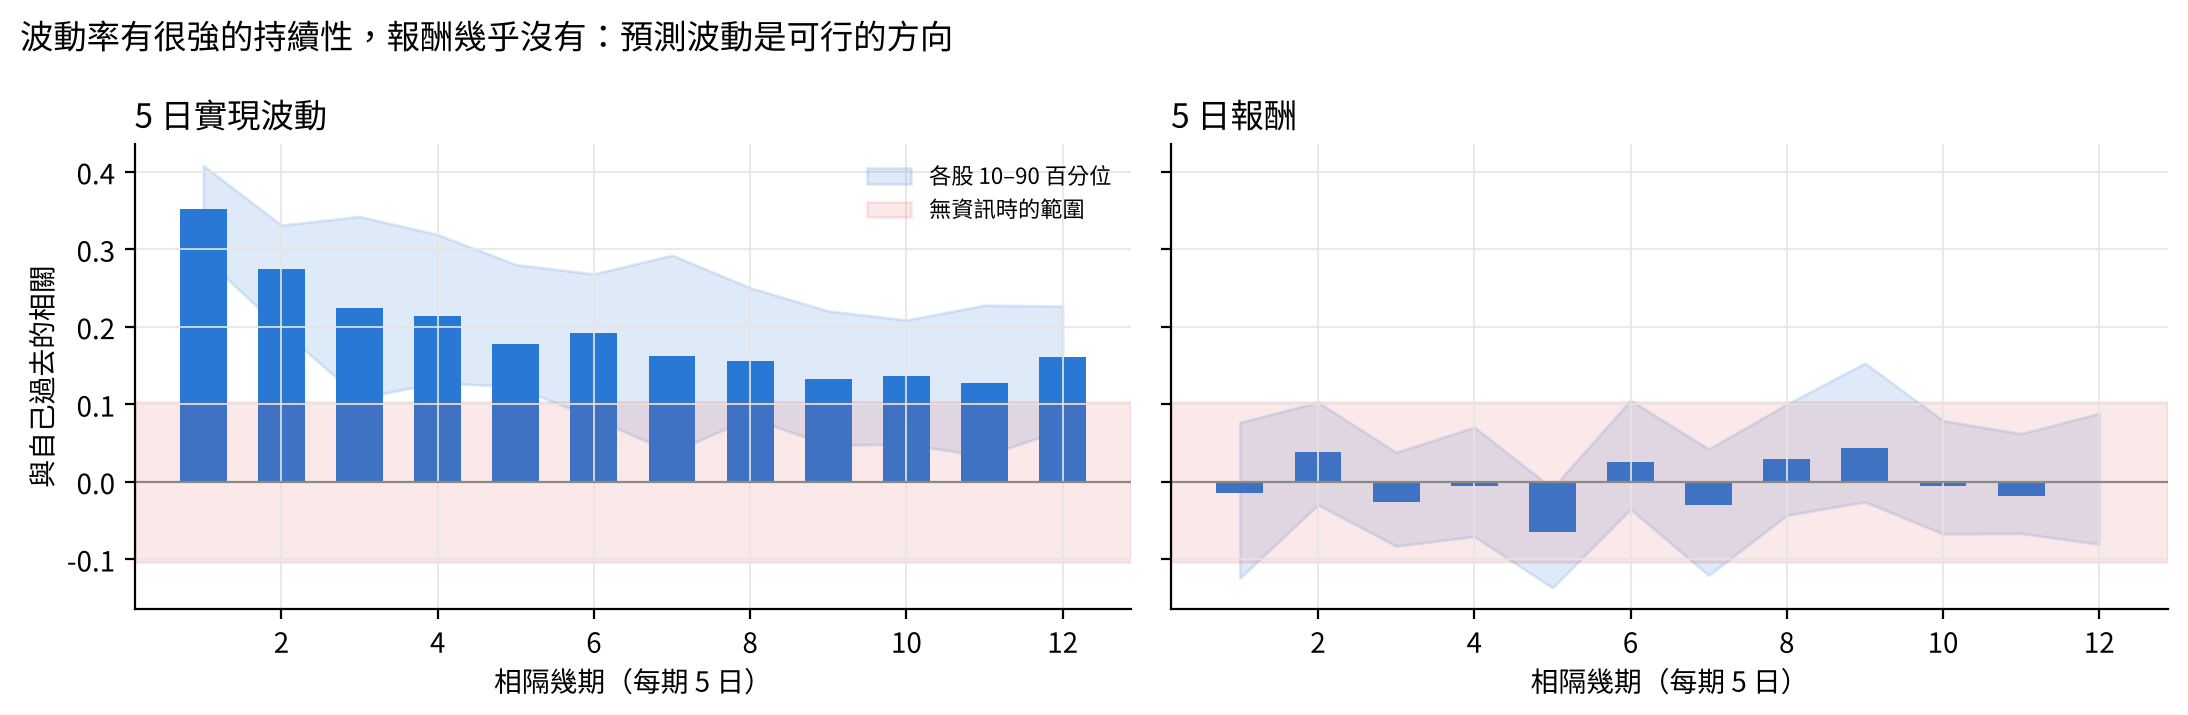 波動率有很強的持續性，報酬幾乎沒有：預測波動是可行的方向
5 日實現波動
各股 10–90 百分位
無資訊時的範圍
與自己過去的相關
0.4
0.3
0.2
0.1
0.0
-0.1
2 4 6 8 10 12
相隔幾期（每期 5 日）
5 日報酬
2 4 6 8 10 12
相隔幾期（每期 5 日）